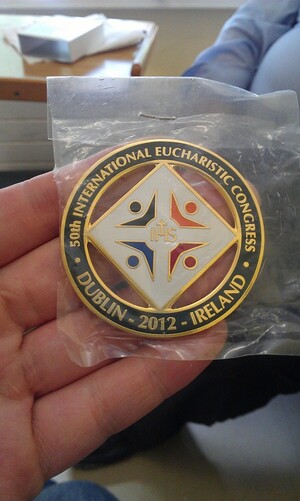 50th INTERNATIONAL EUCHARISTIC CONGRESS
IHS
DUBLIN - 2012 - IRELAND